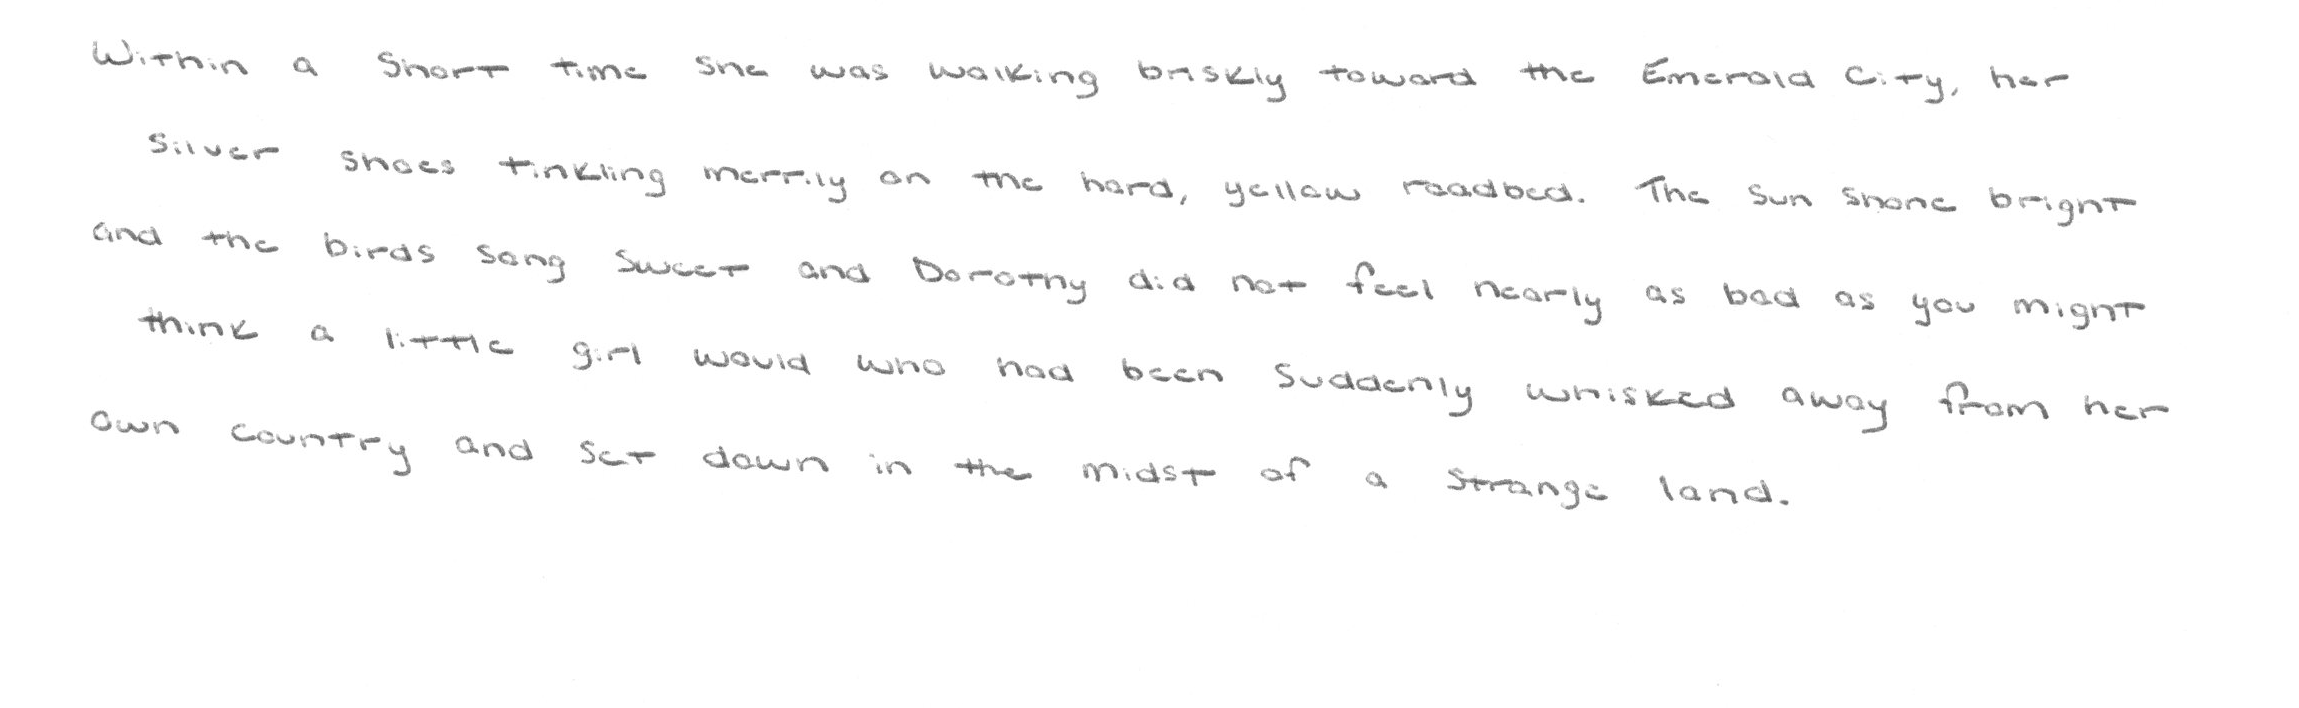 Within a short time she was walking briskly toward the Emerald City, her
silver shoes tinkling merrily on the hard, yellow roadbed. The sun shone bright
and the birds sang sweet and Dorothy did not feel nearly as bad as you might
think a little girl would who had been suddenly whisked away from her
own country and set down in the midst of a strange land.